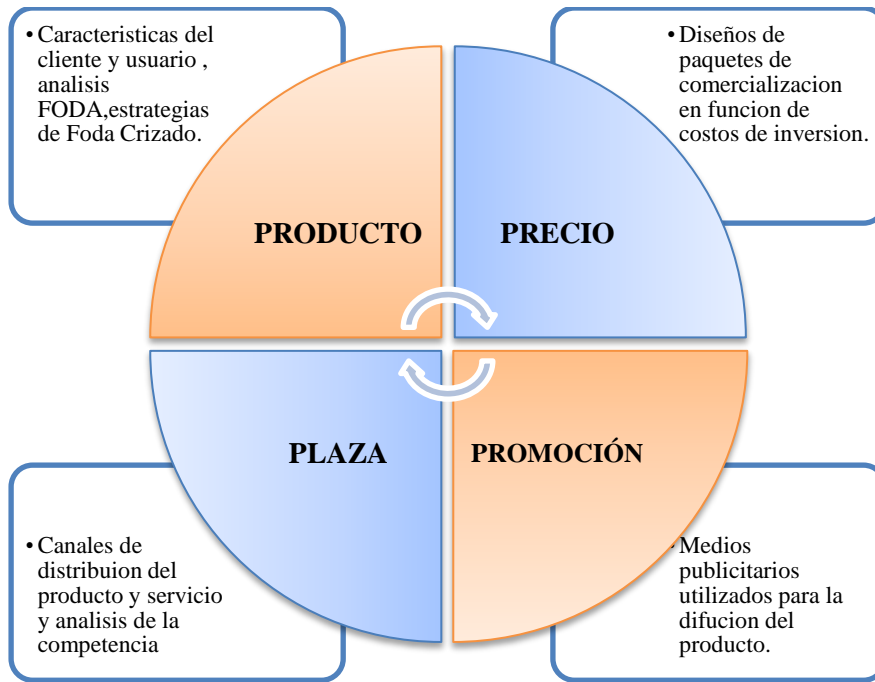 • Caracteristicas del
cliente y usuario ,
analisis
FODA,estrategias
de Foda Crizado.
• Diseños de
paquetes de
comercializacion
en funcion de
costos de inversion.
PRODUCTO
PRECIO
PLAZA
PROMOCIÓN
• Canales de
distribuion del
producto y servicio
y analisis de la
competencia
• Medios
publicitarios
utilizados para la
difucion del
producto.